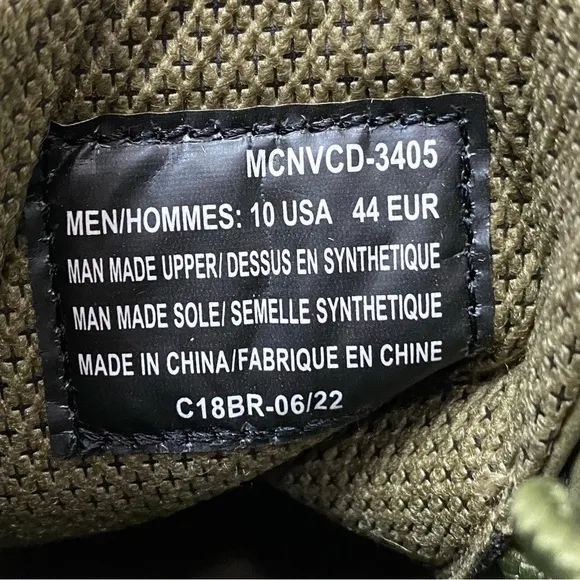 MCNVCD-3405
MEN/HOMMES: 10 USA 44 EUR
MAN MADE UPPER/ DESSUS EN SYNTHETIQUE
MAN MADE SOLE/ SEMELLE SYNTHETIQUE
MADE IN CHINA/FABRIQUE EN CHINE
C18BR-06/22